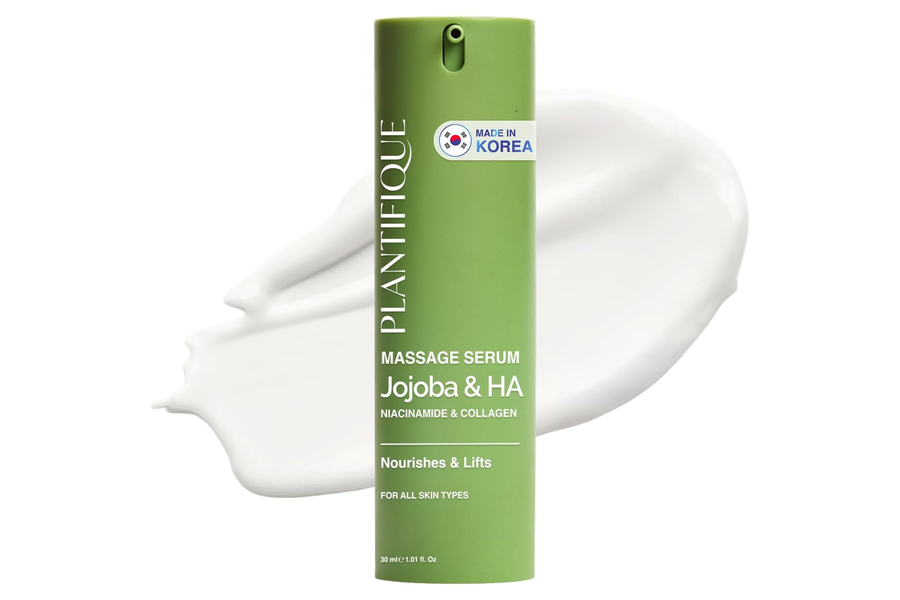 PLANTIFIQUE
MADE IN
KOREA
MASSAGE SERUM
Jojoba & HA
NIACINAMIDE & COLLAGEN
Nourishes & Lifts
FOR ALL SKIN TYPES
30 ml ℮ 1.01 fl. Oz